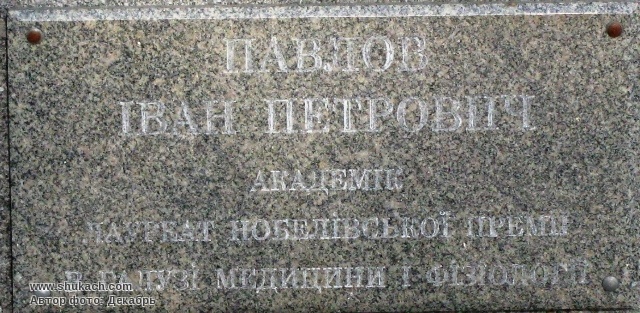 ПАВЛОВ
ІВАН ПЕТРОВИЧ
АКАДЕМІК
ЛАУРЕАТ НОБЕЛІВСЬКОЇ ПРЕМІЇ
В ГАЛУЗІ МЕДИЦИНИ І ФІЗІОЛОГІЇ
www.shukach.com
Автор фото: Декабрь